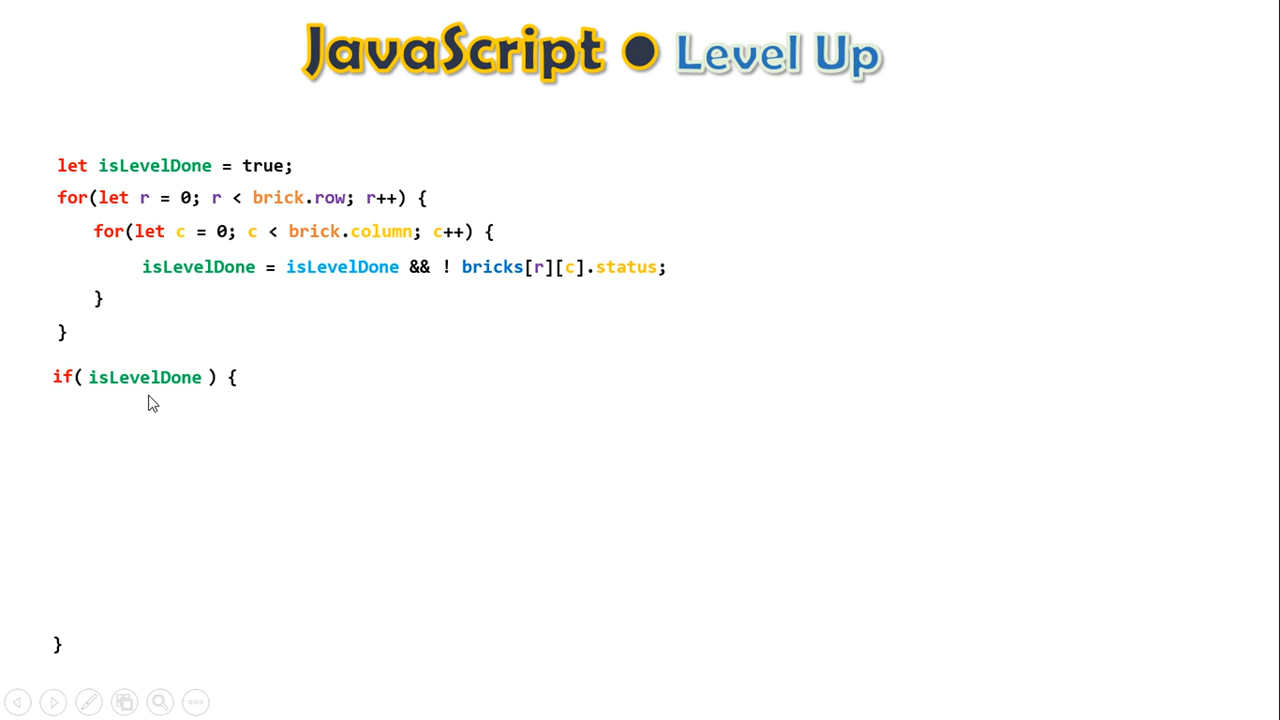 JavaScript ● Level Up
let isLevelDone = true;
for(let r = 0; r < brick.row; r++) {
for(let c = 0; c < brick.column; c++) {
isLevelDone = isLevelDone && ! bricks[r][c].status;
}
}
if( isLevelDone ) {
}